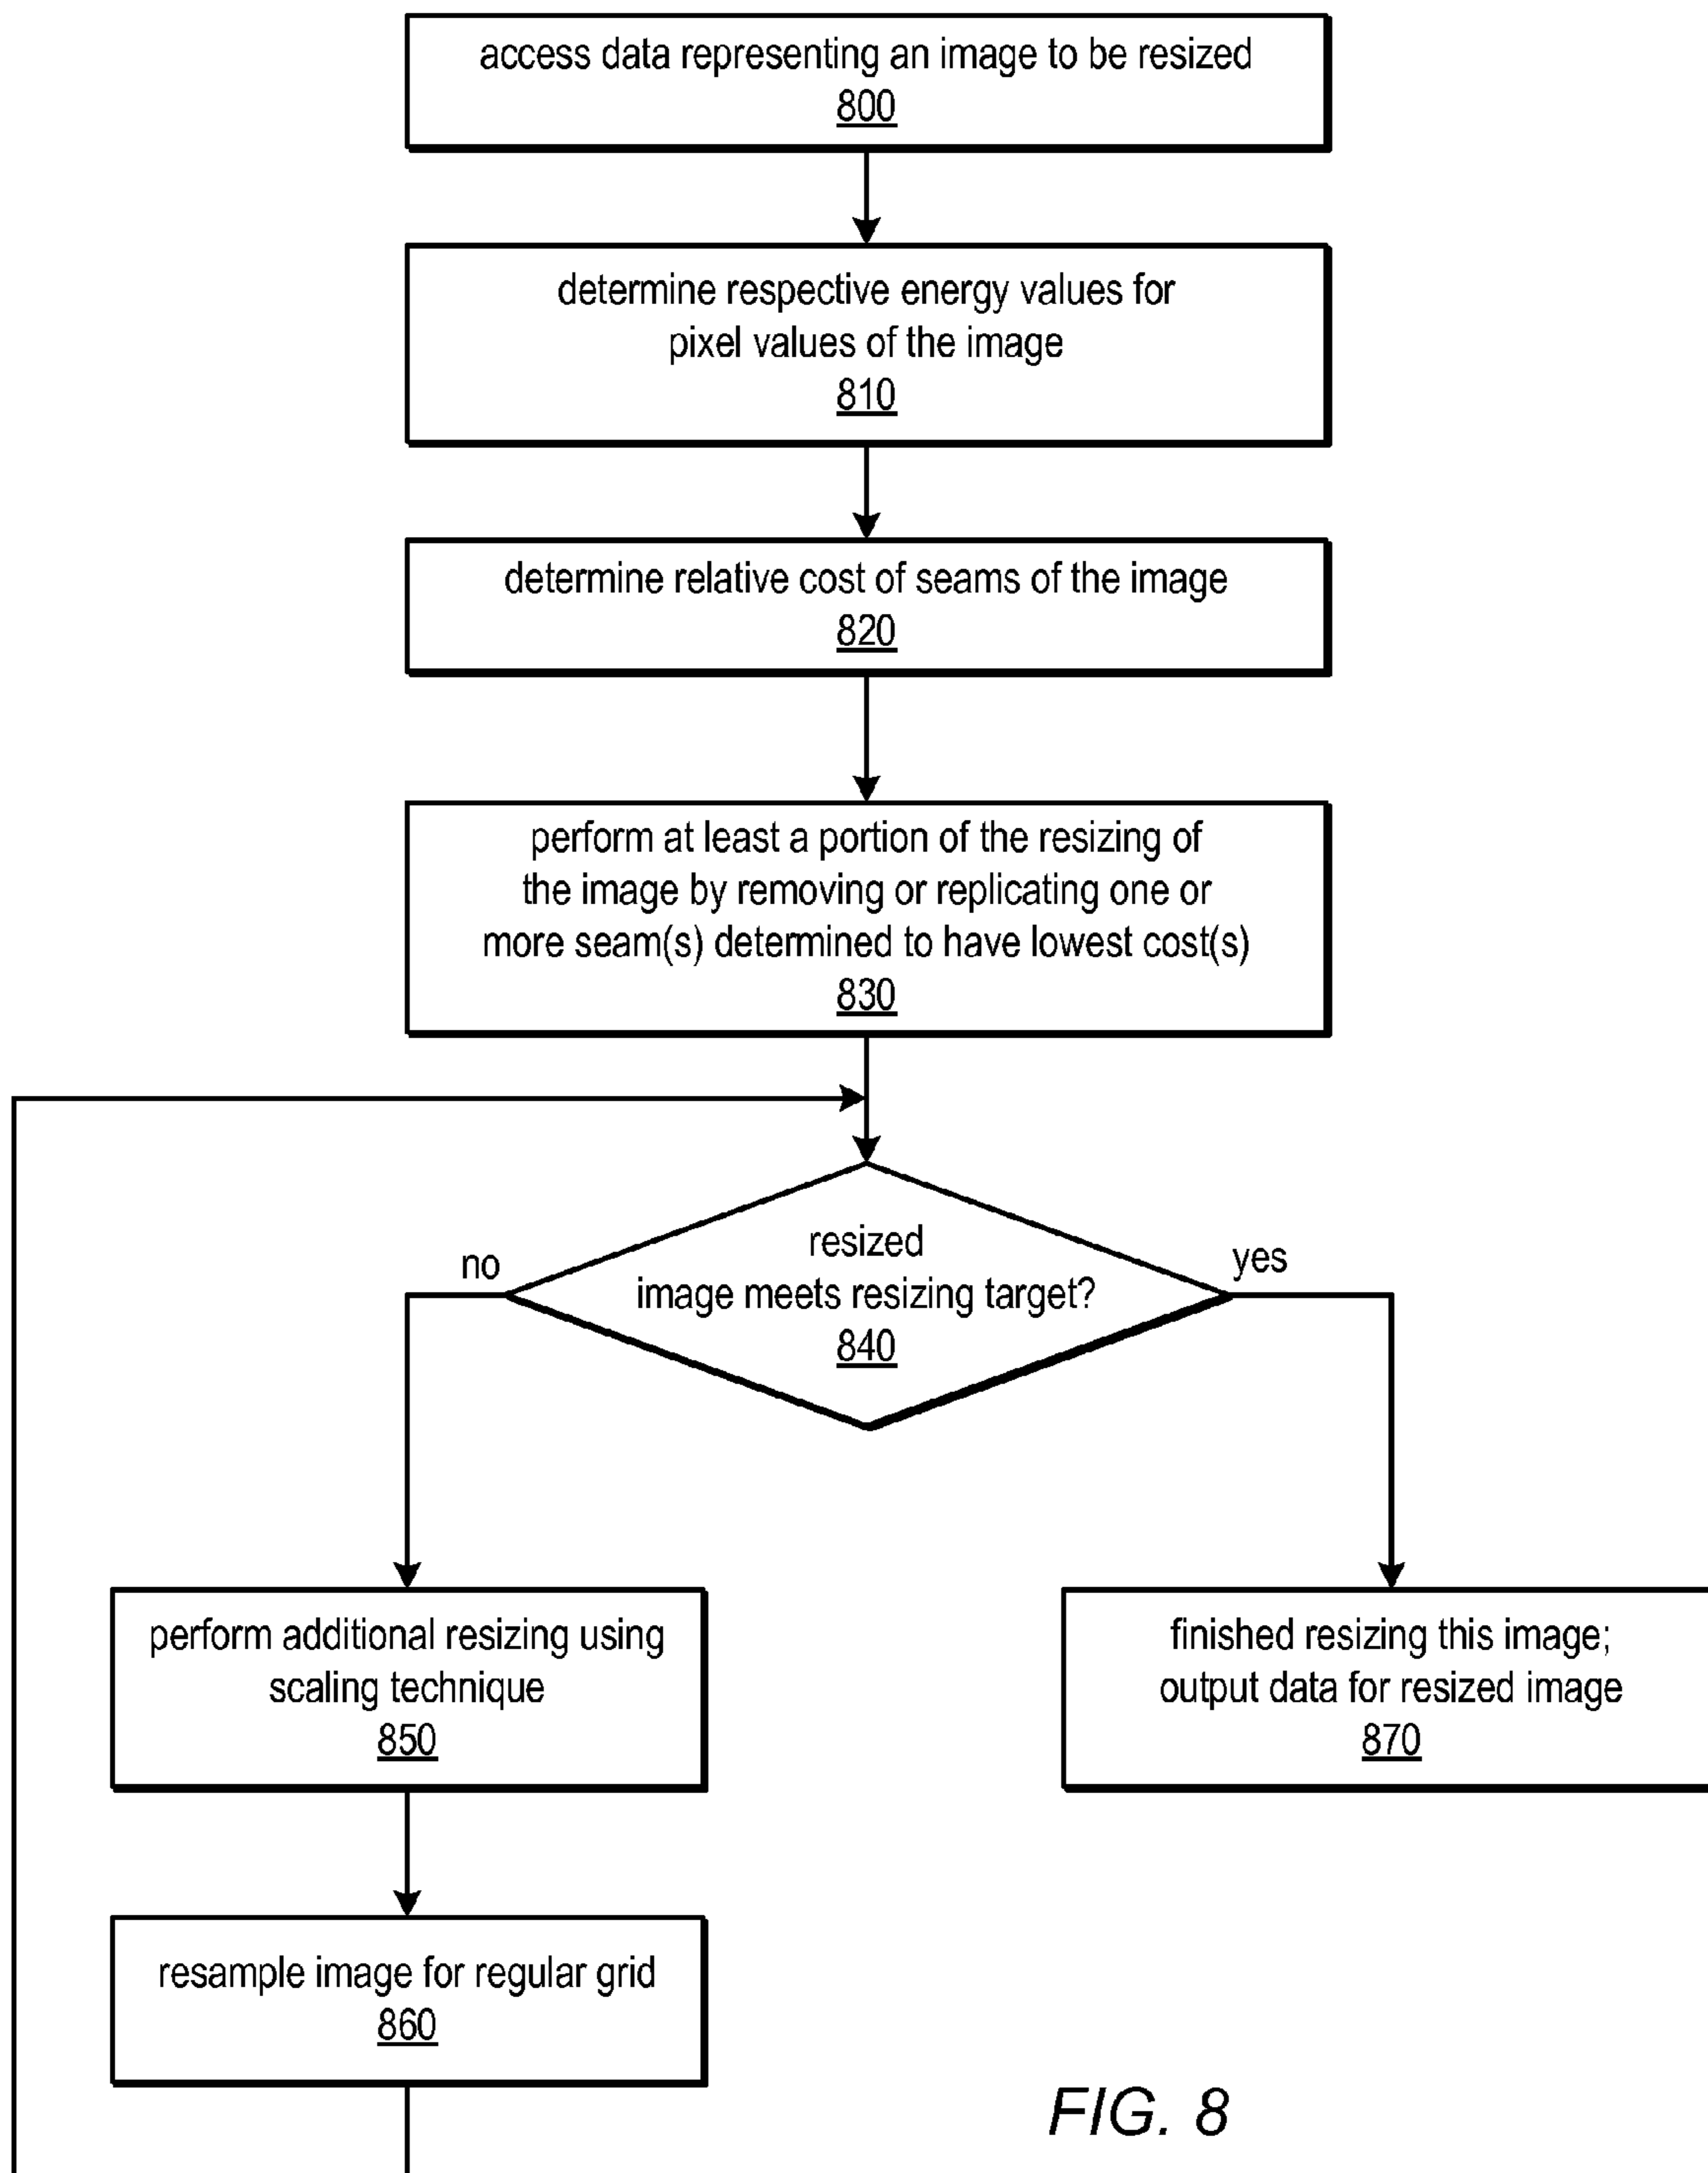 access data representing an image to be resized
800
determine respective energy values for
pixel values of the image
810
determine relative cost of seams of the image
820
perform at least a portion of the resizing of
the image by removing or replicating one or
more seam(s) determined to have lowest cost(s)
830
resized
image meets resizing target?
840
no
yes
perform additional resizing using
scaling technique
850
finished resizing this image;
output data for resized image
870
resample image for regular grid
860
FIG. 8